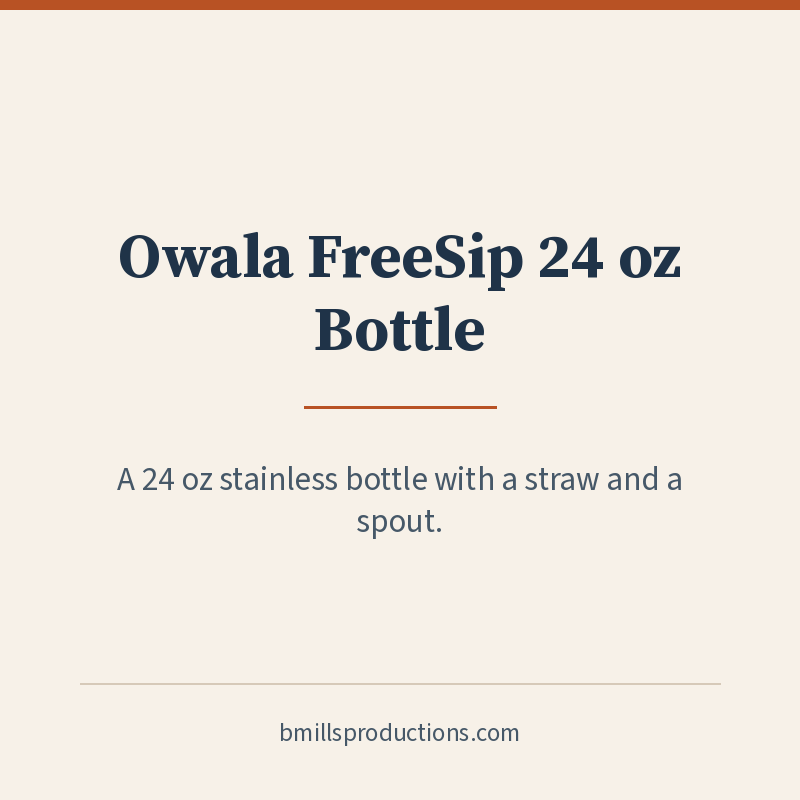 Owala FreeSip 24 oz
Bottle
A 24 oz stainless bottle with a straw and a
spout.
bmillsproductions.com